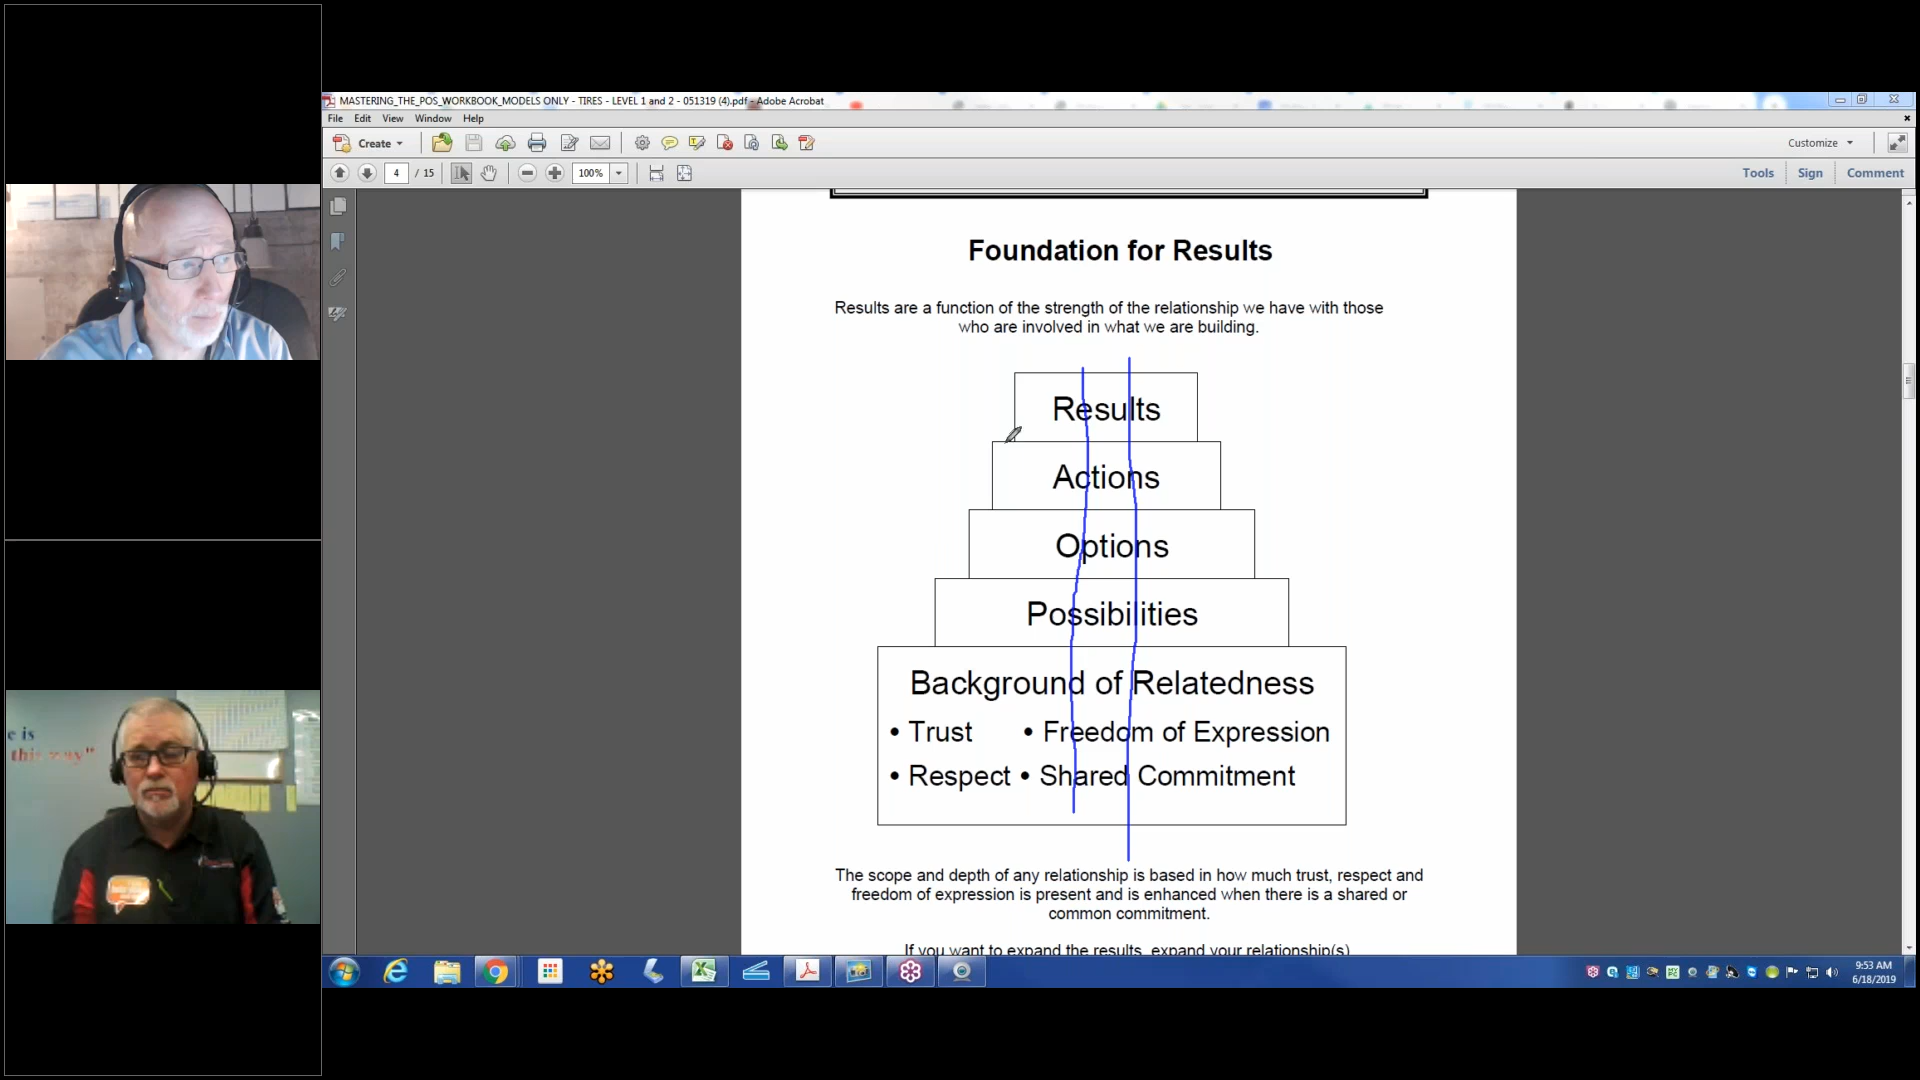 e is
this way"
MASTERING_THE_POS_WORKBOOK_MODELS ONLY - TIRES - LEVEL 1 and 2 - 051319 (4).pdf - Adobe Acrobat
File Edit View Window Help
Create Customize
4 / 15 100% Tools Sign Comment
Foundation for Results
Results are a function of the strength of the relationship we have with those
who are involved in what we are building.
Results
Actions
Options
Possibilities
Background of Relatedness
• Trust • Freedom of Expression
• Respect • Shared Commitment
The scope and depth of any relationship is based in how much trust, respect and
freedom of expression is present and is enhanced when there is a shared or
common commitment.
If you want to expand the results, expand your relationship(s)
9:53 AM
6/18/2019